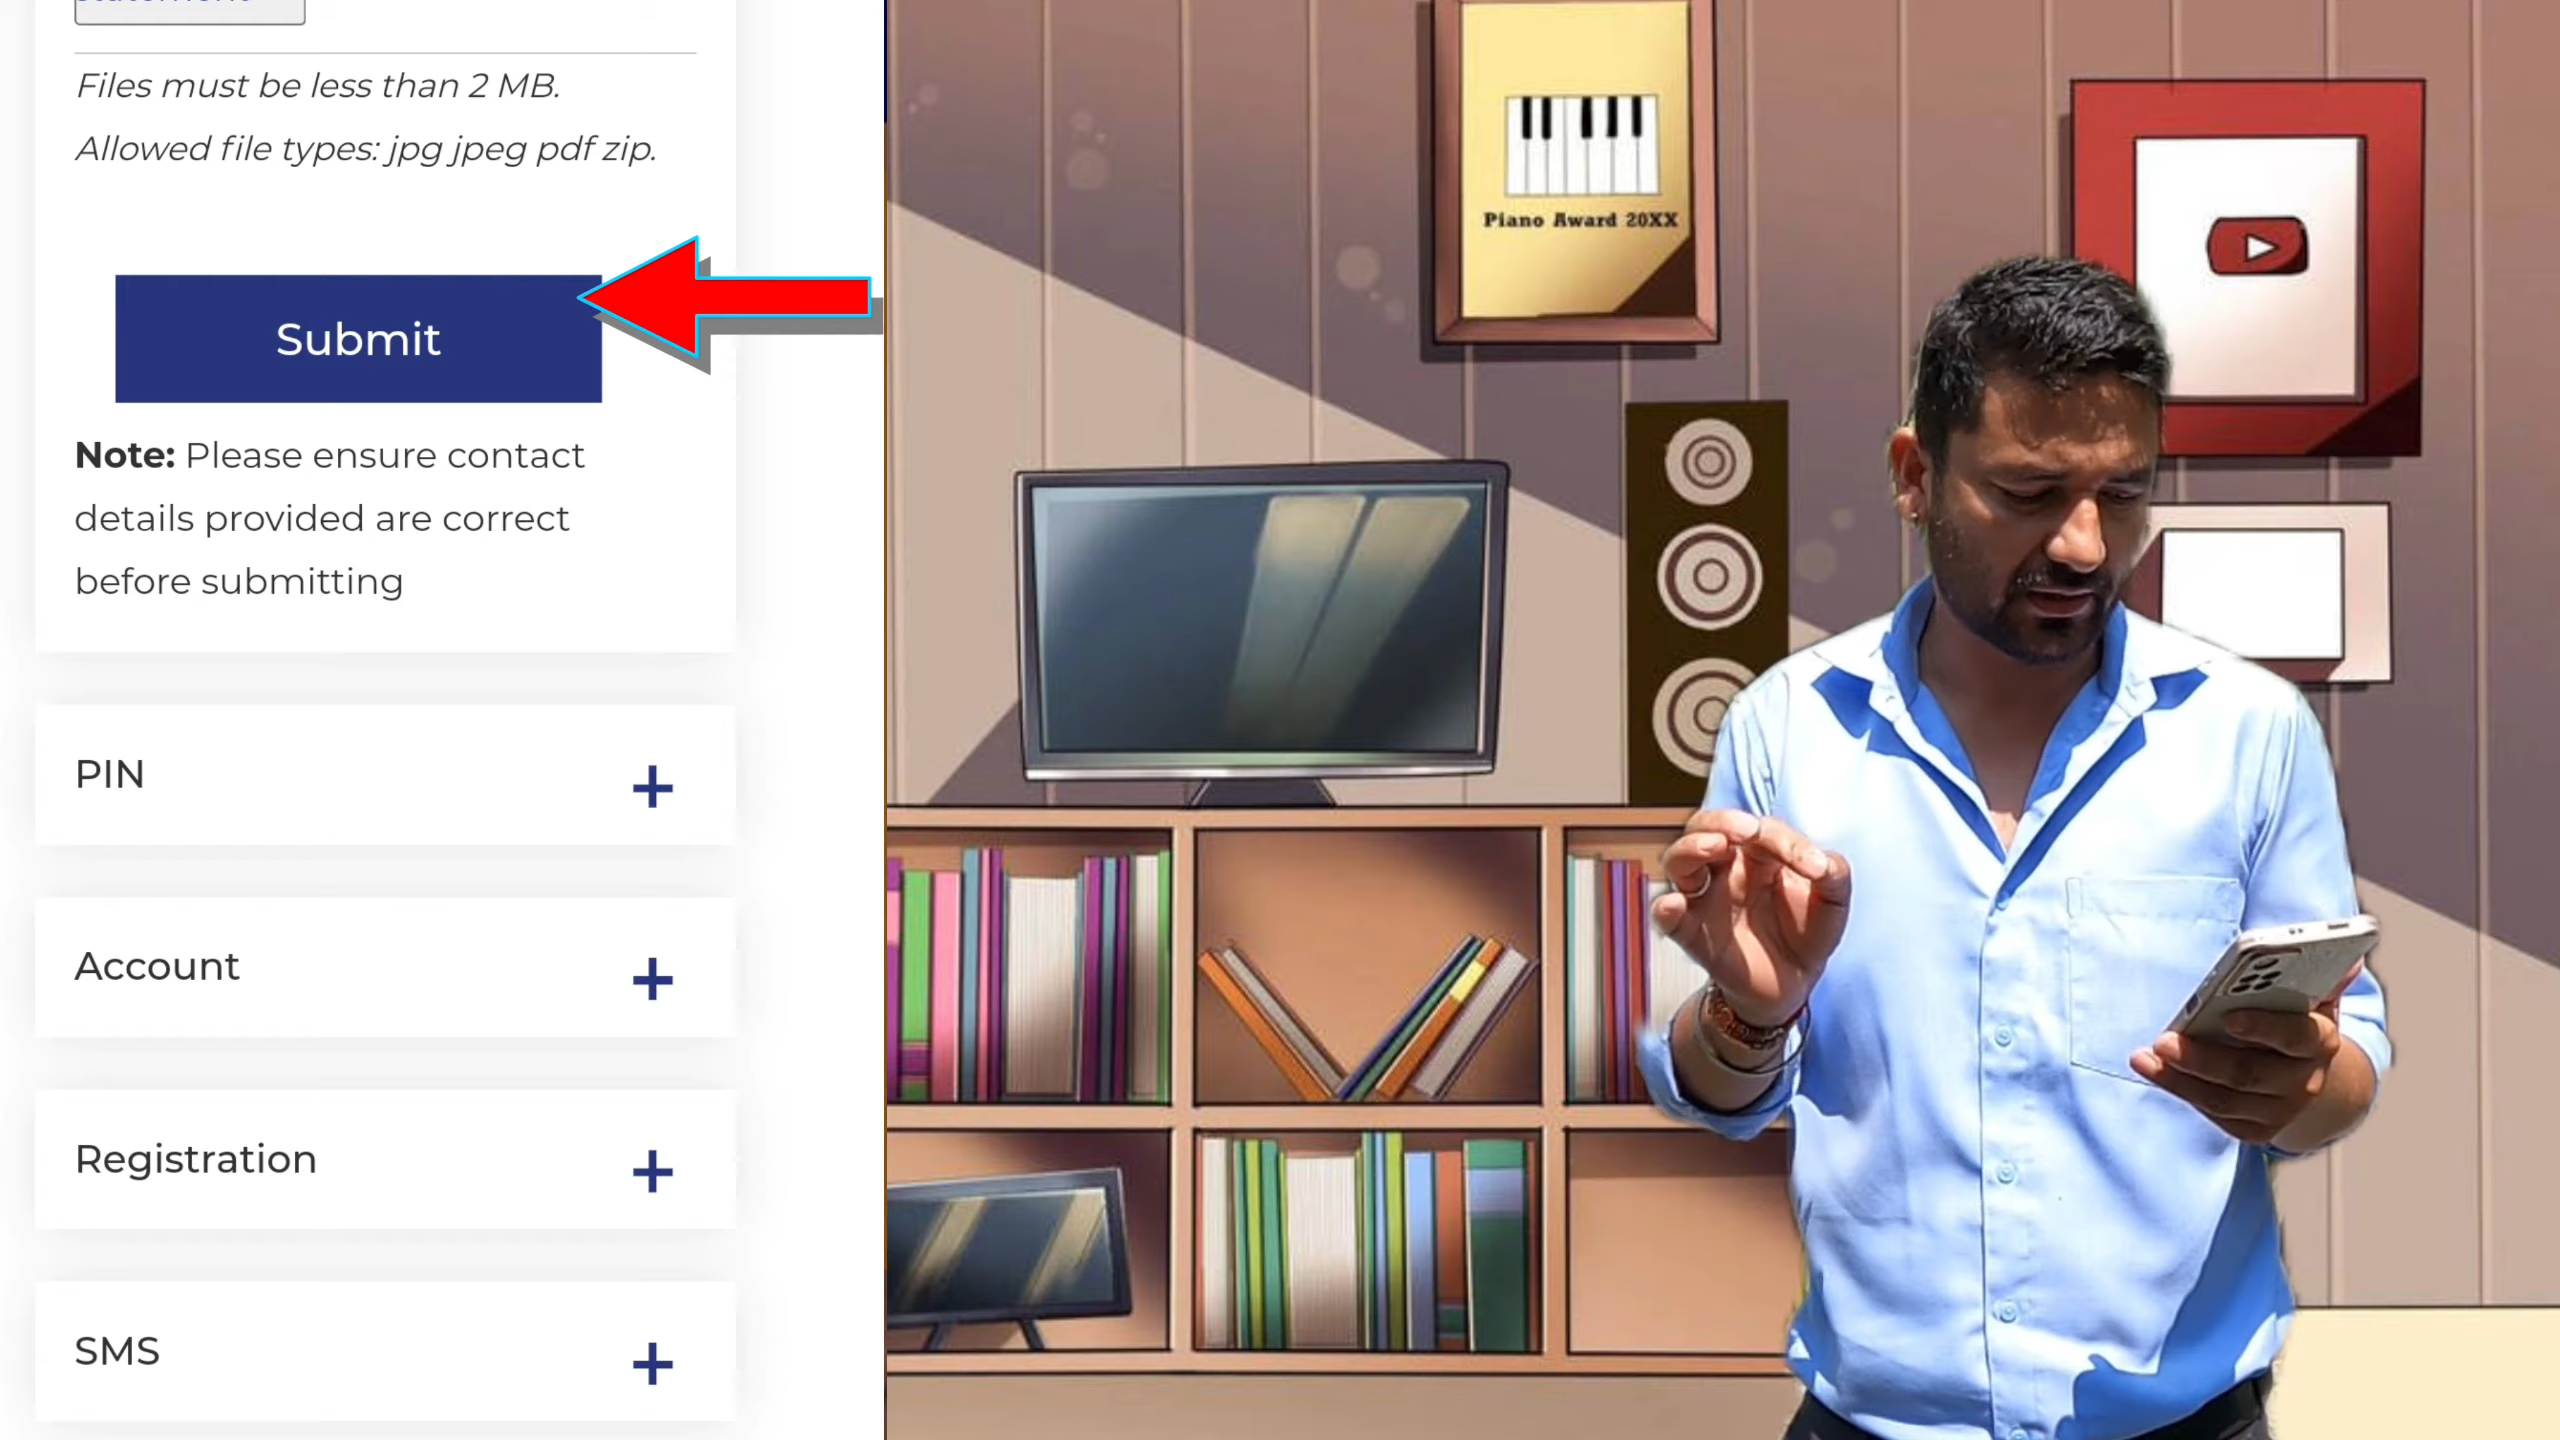 Files must be less than 2 MB.
Allowed file types: jpg jpeg pdf zip.
Submit
Note: Please ensure contact
details provided are correct
before submitting
PIN
Account
Registration
SMS
Piano Award 20XX